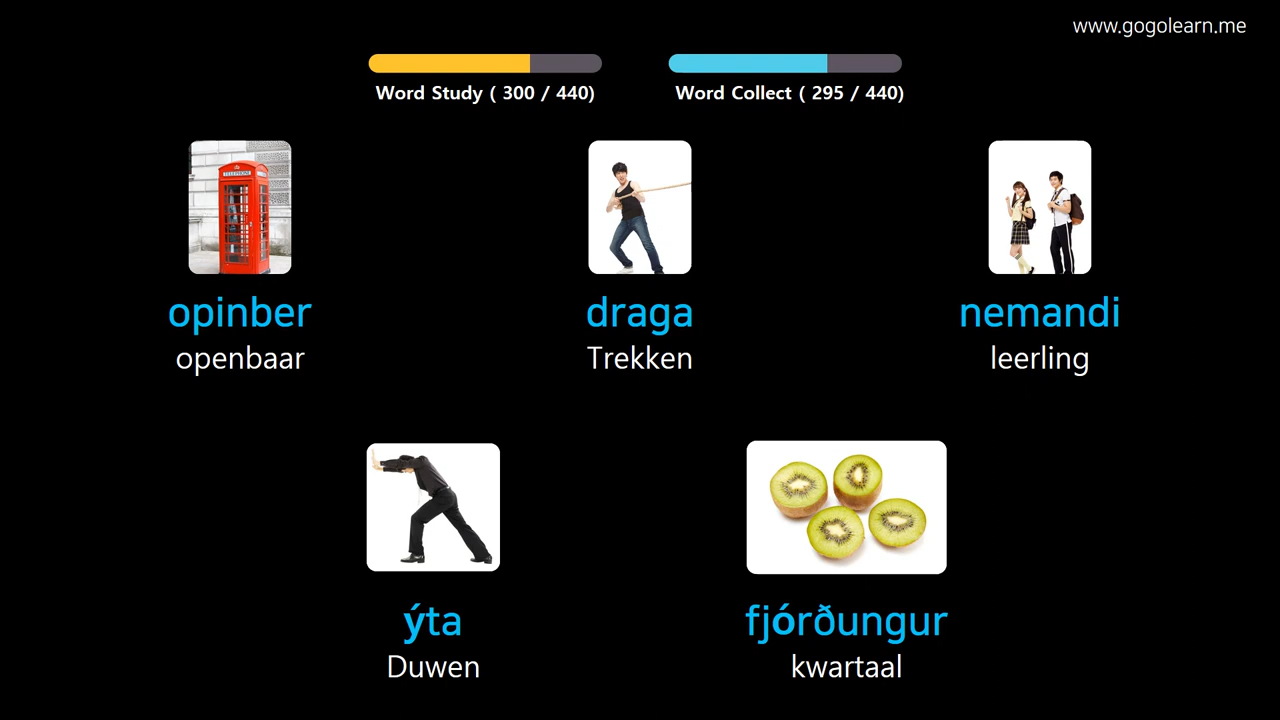 www.gogolearn.me
Word Study ( 300 / 440)
Word Collect ( 295 / 440)
TELEPHONE
opinber
openbaar
draga
Trekken
nemandi
leerling
ýta
Duwen
fjórðungur
kwartaal